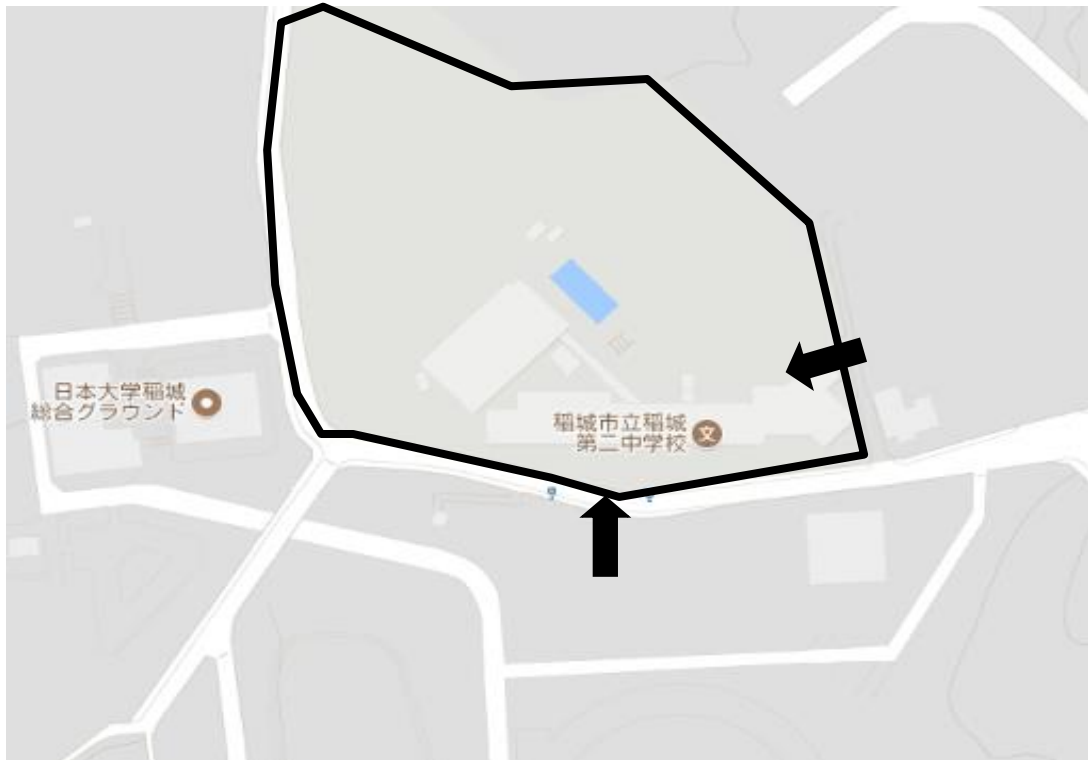 日本大学稲城
総合グラウンド
稲城市立稲城
第二中学校
文